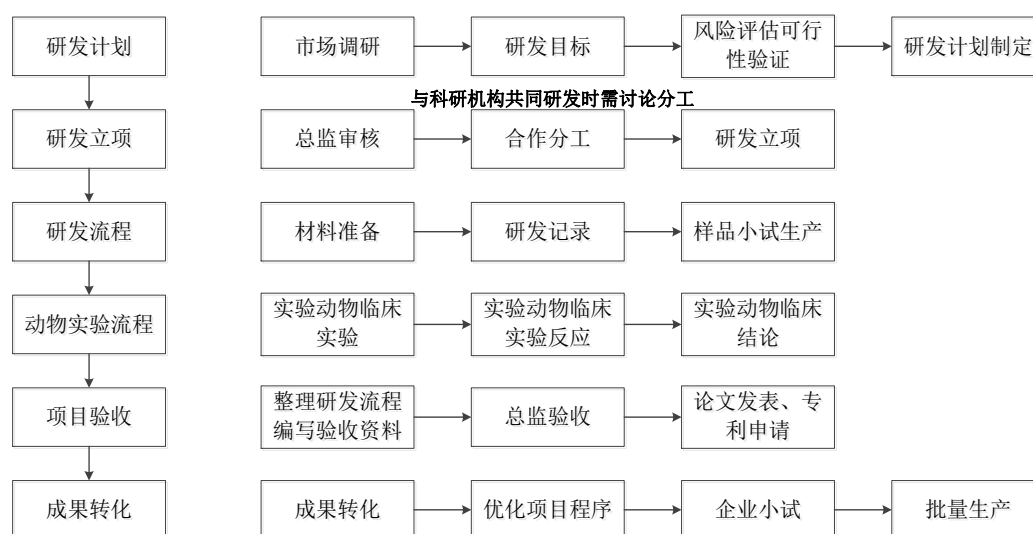 研发计划
市场调研
研发目标
风险评估可行
性验证
研发计划制定
与科研机构共同研发时需讨论分工
研发立项
总监审核
合作分工
研发立项
研发流程
材料准备
研发记录
样品小试生产
动物实验流程
实验动物临床
实验
实验动物临床
实验反应
实验动物临床
结论
项目验收
整理研发流程
编写验收资料
总监验收
论文发表、专
利申请
成果转化
成果转化
优化项目程序
企业小试
批量生产